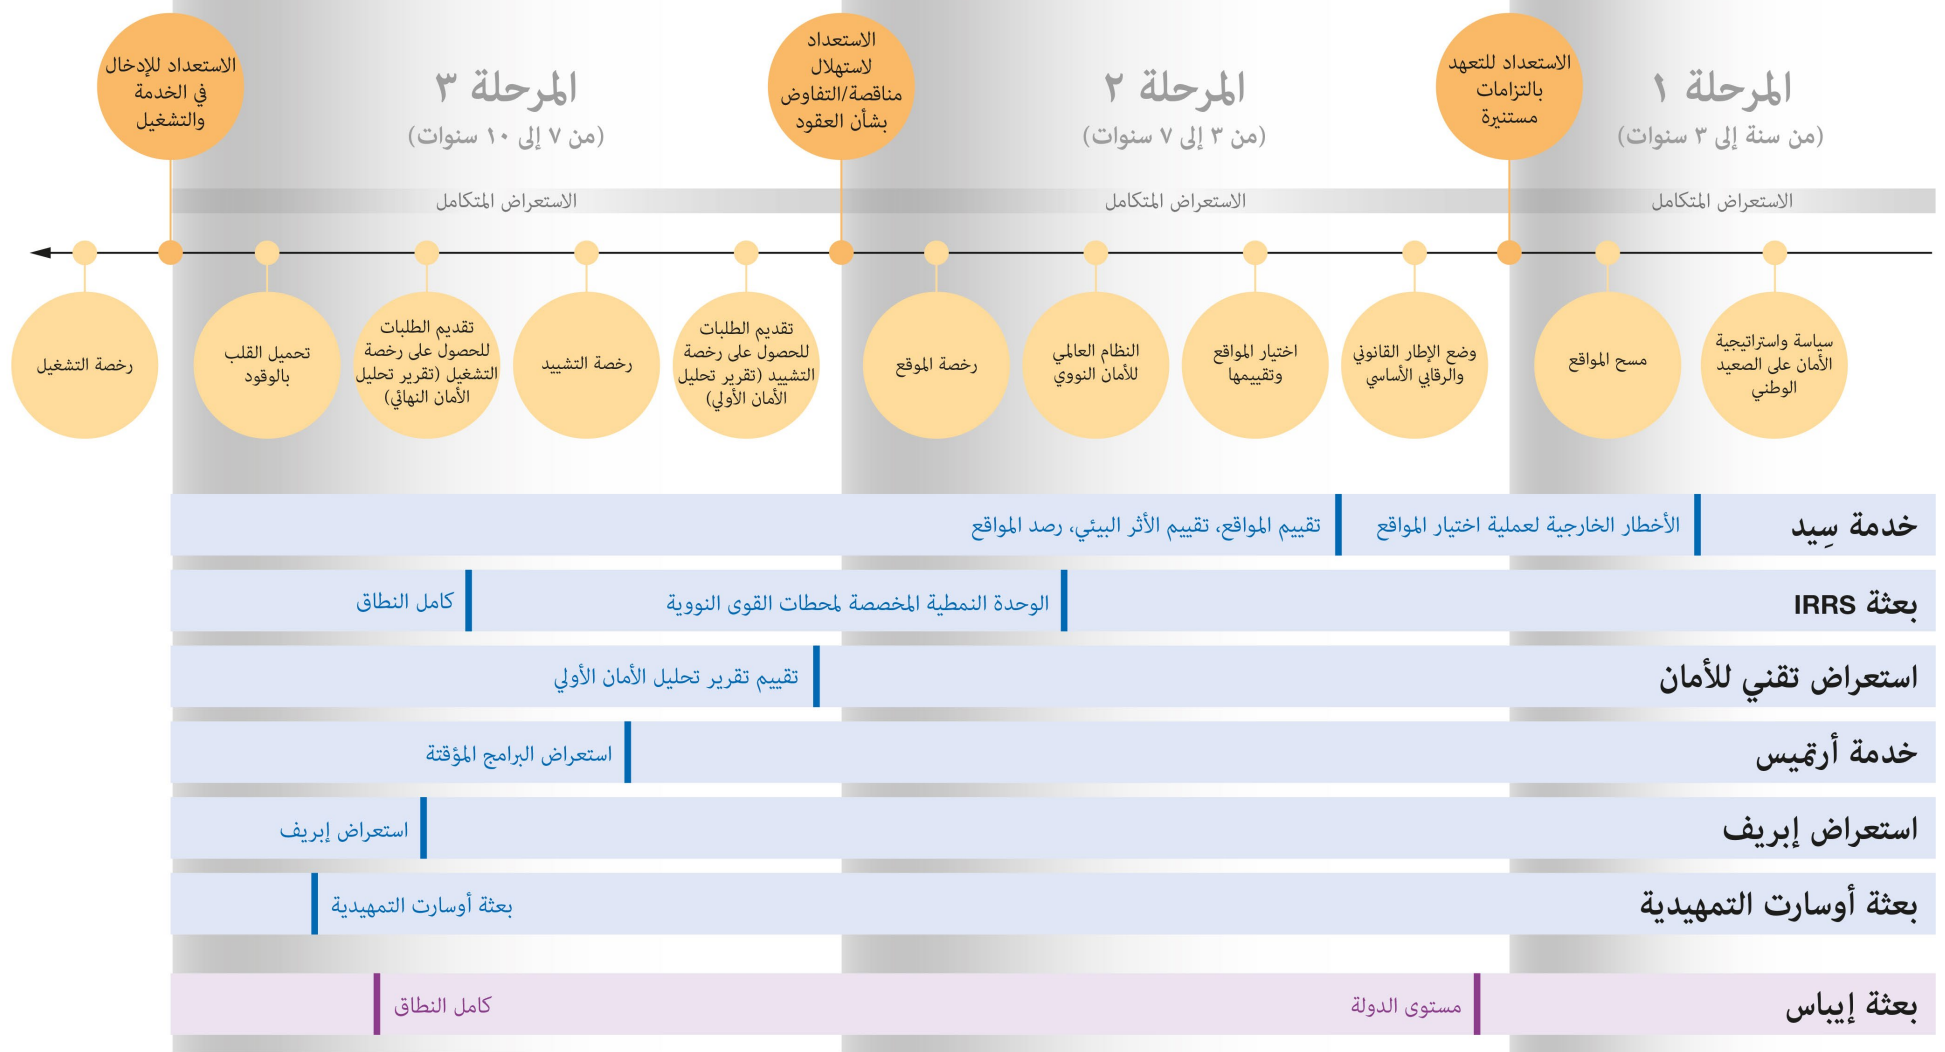 الاستعداد للتعهد
بالتزامات
مستنيرة
الاستعداد
لاستهلال
مناقصة/التفاوض
بشأن العقود
الاستعداد للإدخال
في الخدمة
والتشغيل
المرحلة ١
(من سنة إلى ٣ سنوات)
المرحلة ٢
(من ٣ إلى ٧ سنوات)
المرحلة ٣
(من ٧ إلى ١٠ سنوات)
الاستعراض المتكامل
الاستعراض المتكامل
الاستعراض المتكامل
سياسة واستراتيجية
الأمان على الصعيد
الوطني
مسح المواقع
وضع الإطار القانوني
والرقابي الأساسي
اختيار المواقع
وتقييمها
النظام العالمي
للأمان النووي
رخصة الموقع
تقديم الطلبات
للحصول على رخصة
التشييد (تقرير تحليل
الأمان الأولي)
رخصة التشييد
تقديم الطلبات
للحصول على رخصة
التشغيل (تقرير تحليل
الأمان النهائي)
تحميل القلب
بالوقود
رخصة التشغيل
خدمة سِيد
الأخطار الخارجية لعملية اختيار المواقع
تقييم المواقع، تقييم الأثر البيئي، رصد المواقع
بعثة IRRS
الوحدة النمطية المخصصة لمحطات القوى النووية
كامل النطاق
استعراض تقني للأمان
تقييم تقرير تحليل الأمان الأولي
خدمة أرتميس
استعراض البرامج المؤقتة
استعراض إبريف
استعراض إبريف
بعثة أوسارت التمهيدية
بعثة أوسارت التمهيدية
بعثة إيباس
مستوى الدولة
كامل النطاق